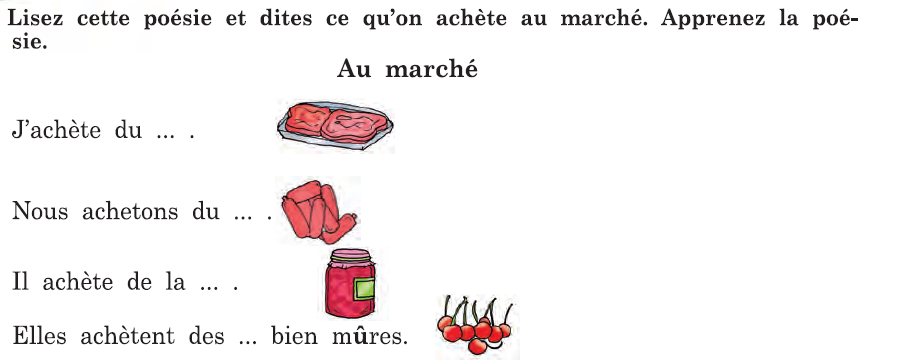 Lisez cette poésie et dites ce qu'on achète au marché. Apprenez la poé-
sie.
Au marché
J'achète du ... .
Nous achetons du ... .
Il achète de la ... .
Elles achètent des ... bien mûres.